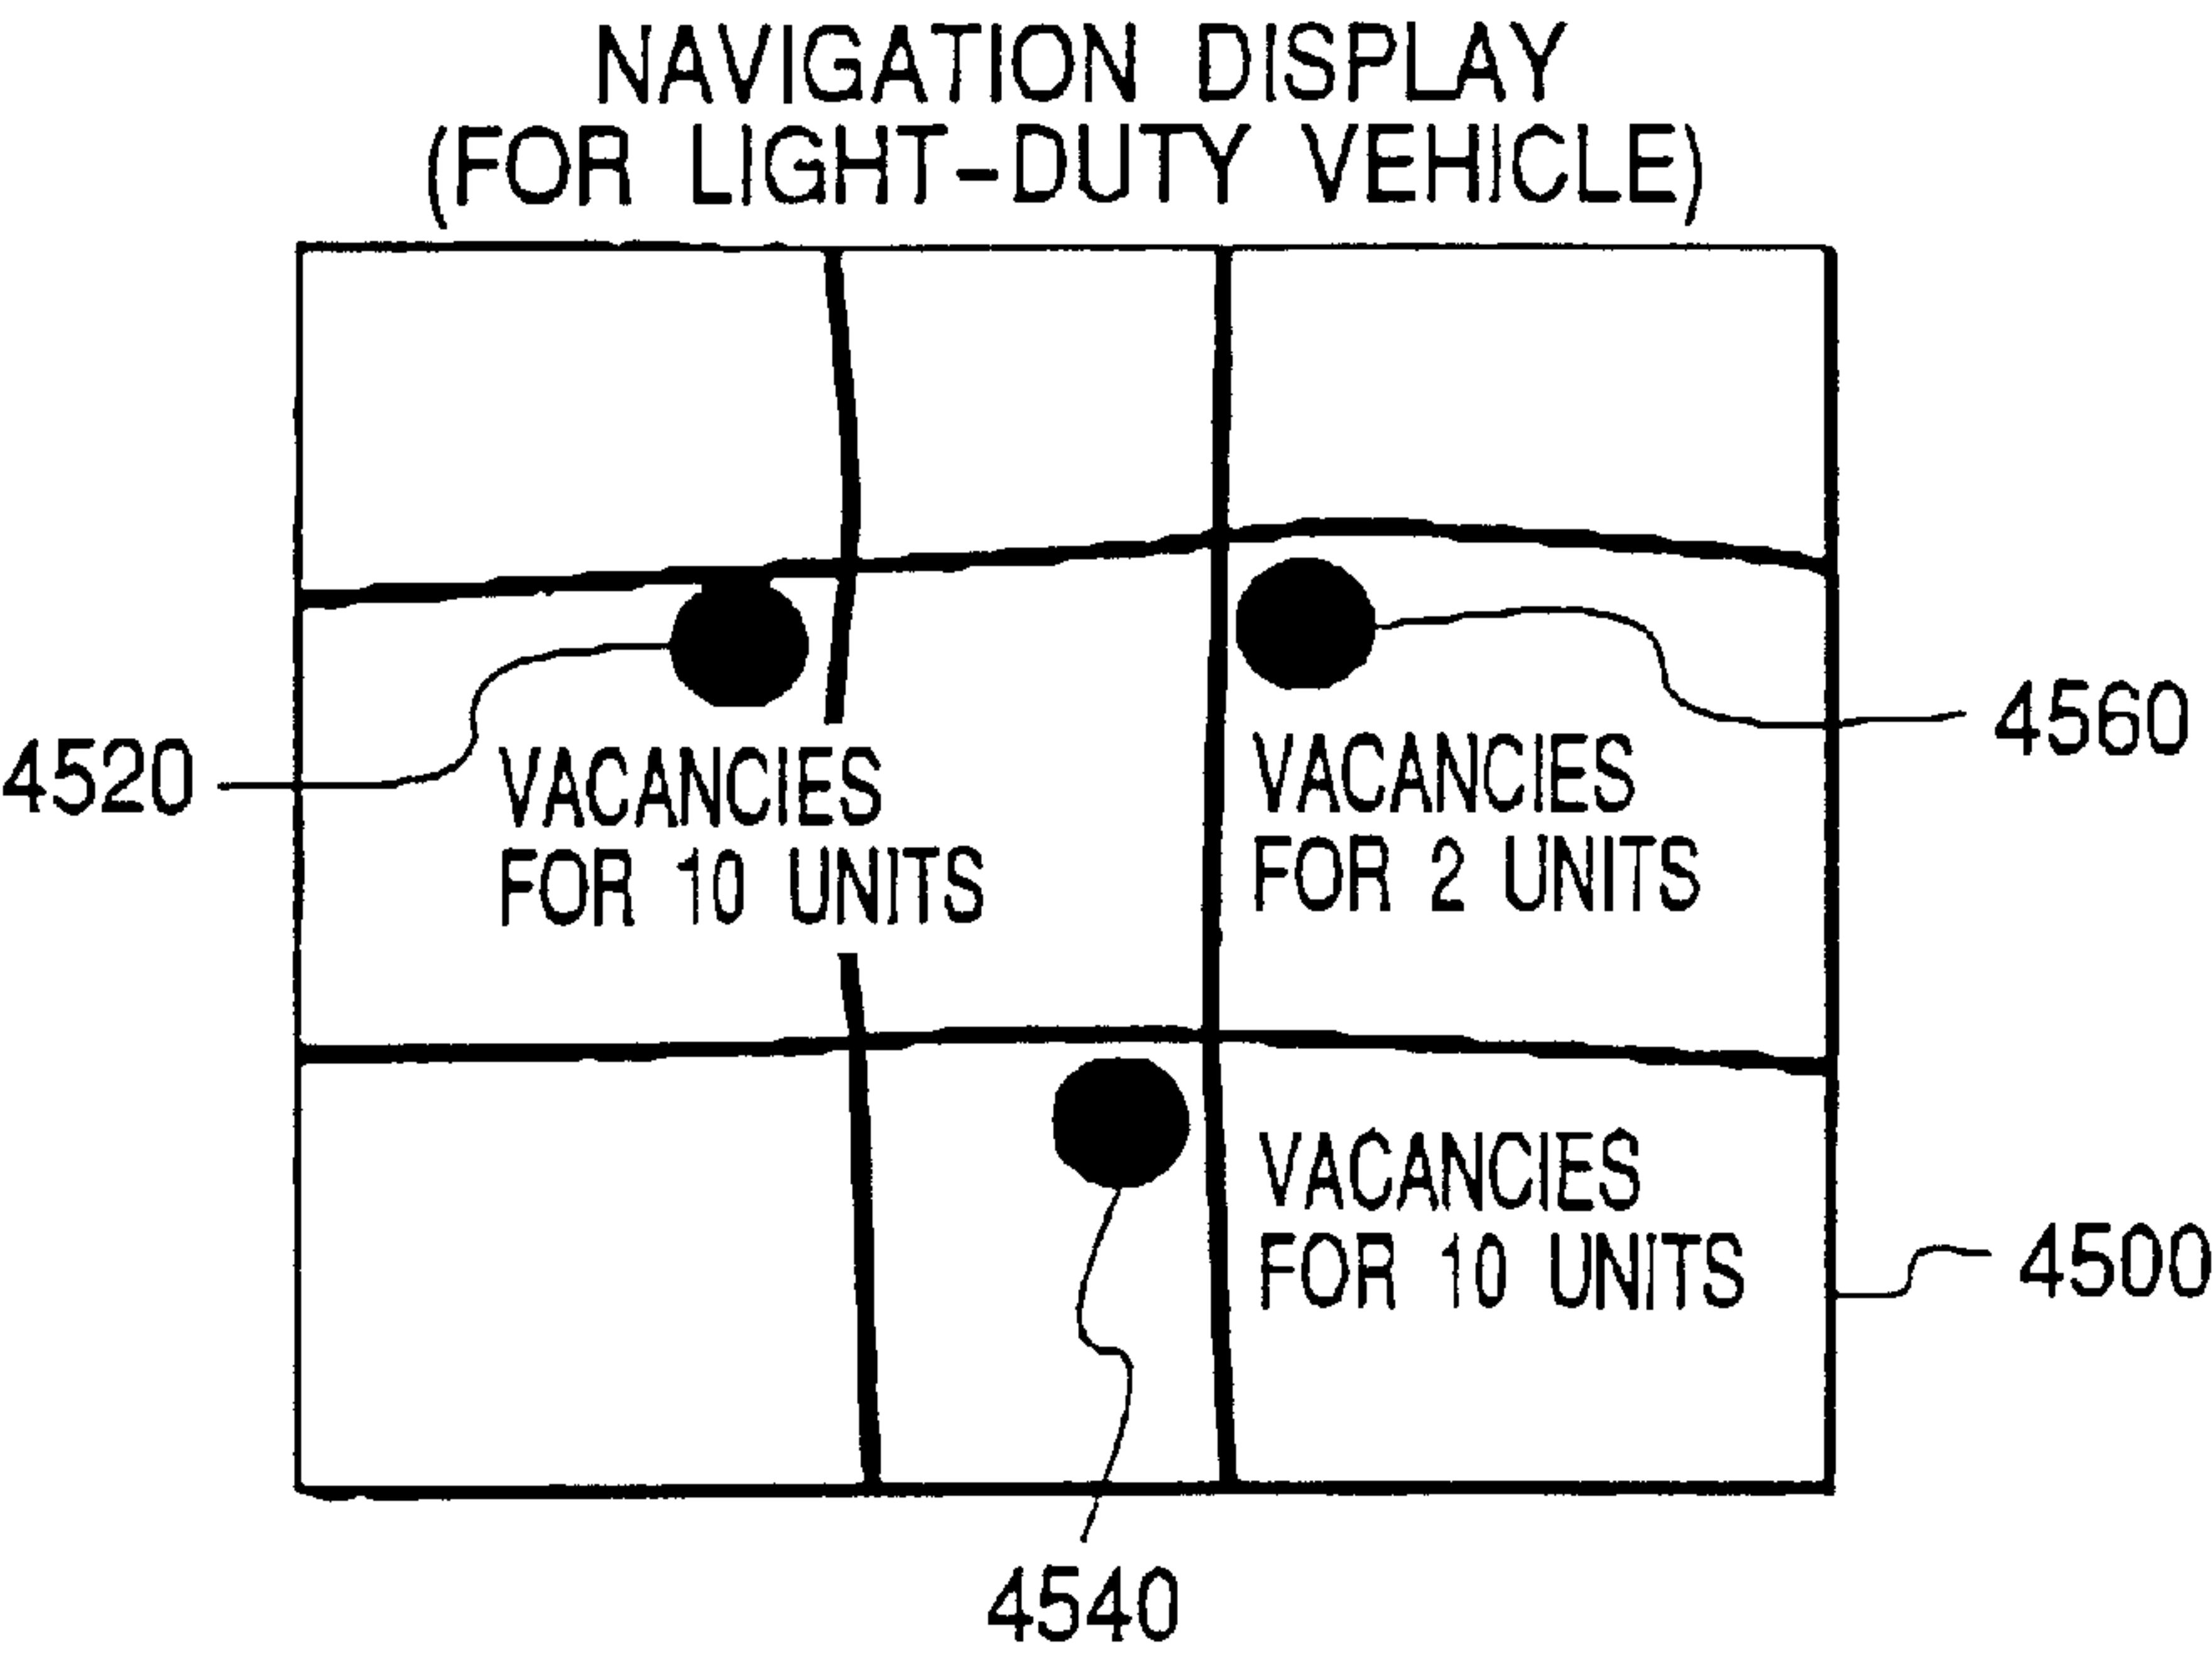 NAVIGATION DISPLAY
(FOR LIGHT-DUTY VEHICLE)
4560
4520
VACANCIES
FOR 10 UNITS
VACANCIES
FOR 2 UNITS
VACANCIES
FOR 10 UNITS
4500
4540